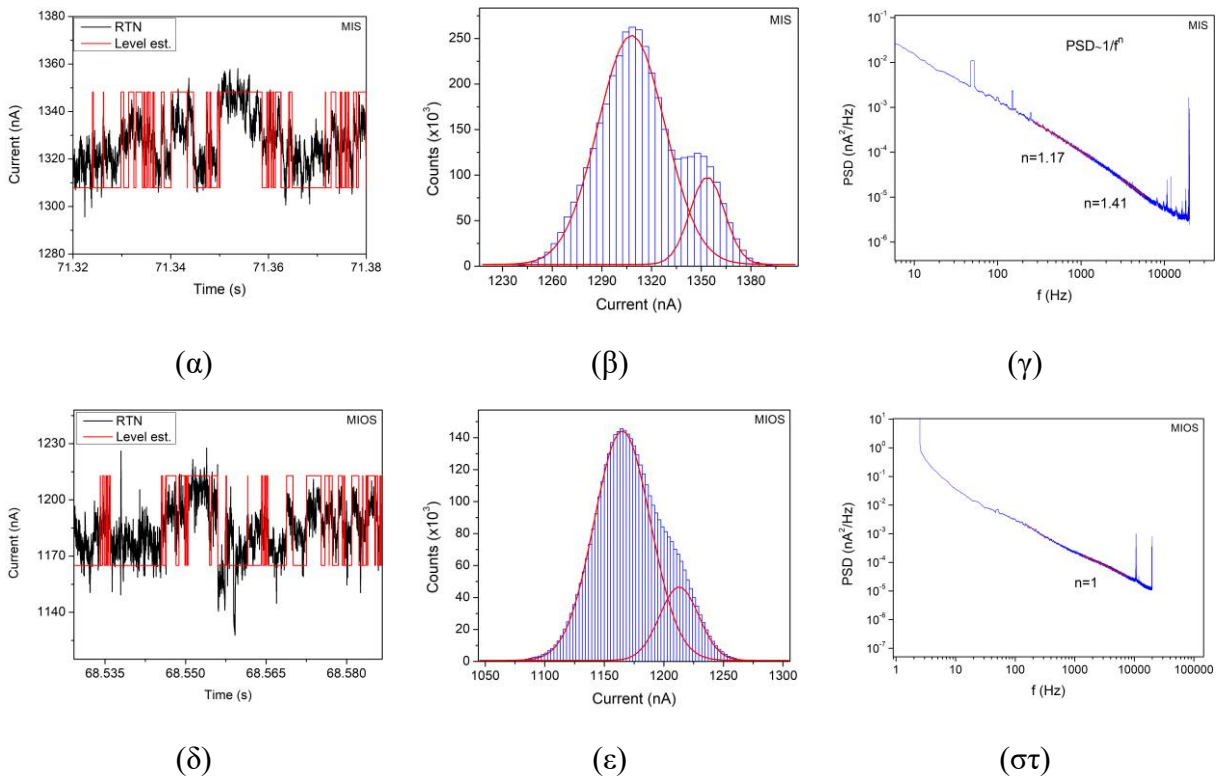 RTN
Level est.
MIS
1360
1340
1320
1300
1280
71.32
71.34
71.36
71.38
Current (nA)
Time (s)
MIS
250
200
150
100
50
0
1230
1260
1290
1320
1350
1380
Counts (x10³)
Current (nA)
MIS
PSD~1/fⁿ
10⁻¹
10⁻²
10⁻³
10⁻⁴
10⁻⁵
10⁻⁶
n=1.17
n=1.41
10
100
1000
10000
PSD (nA²/Hz)
f (Hz)
(α)
(β)
(γ)
RTN
Level est.
MIOS
1230
1200
1170
1140
68.535
68.550
68.565
68.580
Current (nA)
Time (s)
MIOS
140
120
100
80
60
40
20
0
1050
1100
1150
1200
1250
1300
Counts (x10³)
Current (nA)
MIOS
10¹
10⁰
10⁻¹
10⁻²
10⁻³
10⁻⁴
10⁻⁵
10⁻⁶
10⁻⁷
n=1
1
10
100
1000
10000
100000
PSD (nA²/Hz)
f (Hz)
(δ)
(ε)
(στ)